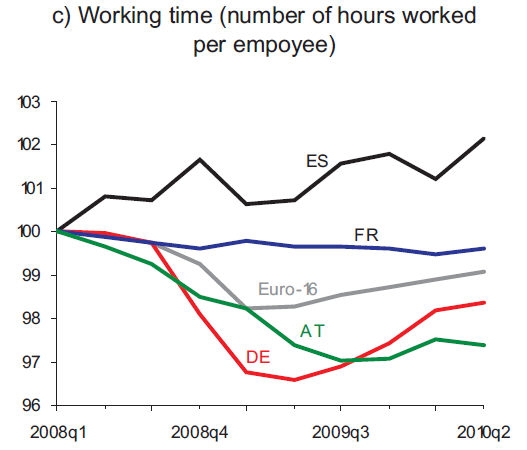 c) Working time (number of hours worked
per empoyee)
103
102
101
100
99
98
97
96
ES
FR
Euro-16
AT
DE
2008q1 2008q4 2009q3 2010q2